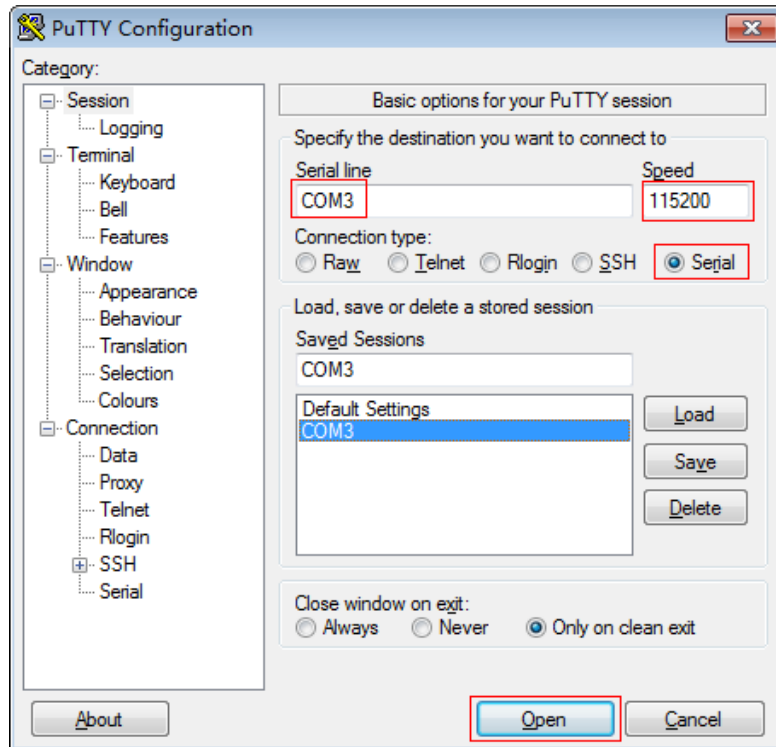 PuTTY Configuration
Category:
Session
Logging
Terminal
Keyboard
Bell
Features
Window
Appearance
Behaviour
Translation
Selection
Colours
Connection
Data
Proxy
Telnet
Rlogin
SSH
Serial
Basic options for your PuTTY session
Specify the destination you want to connect to
Serial line Speed
COM3 115200
Connection type:
Raw Telnet Rlogin SSH Serial
Load, save or delete a stored session
Saved Sessions
COM3
Default Settings
COM3
Load
Save
Delete
Close window on exit:
Always Never Only on clean exit
About Open Cancel